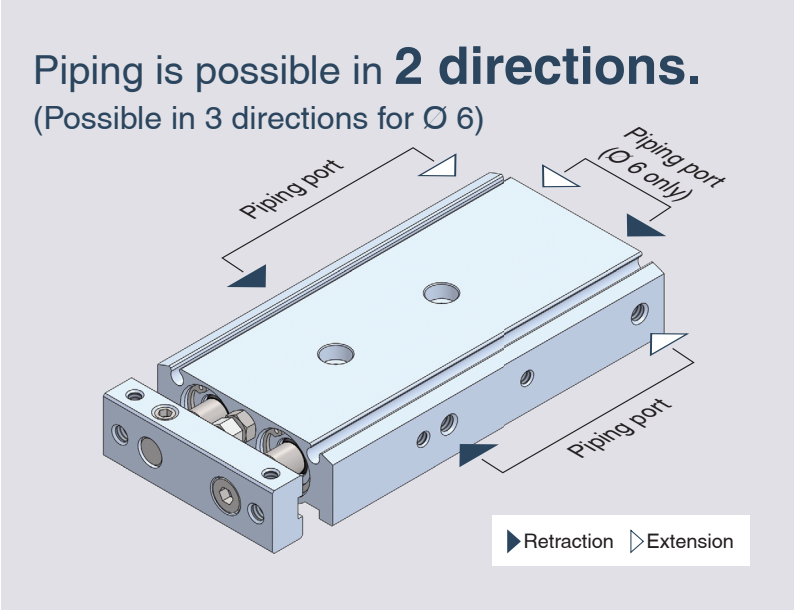 Piping is possible in 2 directions.
(Possible in 3 directions for Ø 6)
Piping port
Piping port
(Ø 6 only)
Piping port
Retraction
Extension